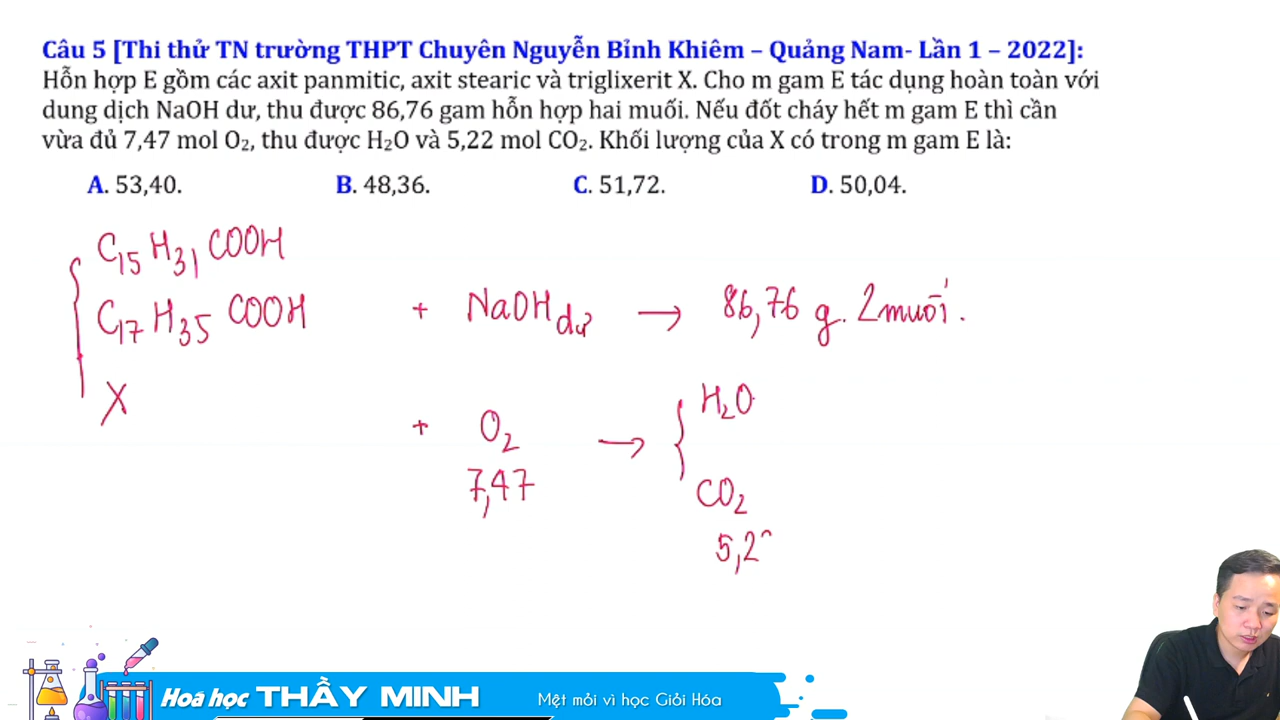 Câu 5 [Thi thử TN trường THPT Chuyên Nguyễn Bỉnh Khiêm – Quảng Nam- Lần 1 – 2022]:
Hỗn hợp E gồm các axit panmitic, axit stearic và triglixerit X. Cho m gam E tác dụng hoàn toàn với
dung dịch NaOH dư, thu được 86,76 gam hỗn hợp hai muối. Nếu đốt cháy hết m gam E thì cần
vừa đủ 7,47 mol O₂, thu được H₂O và 5,22 mol CO₂. Khối lượng của X có trong m gam E là:
A. 53,40. B. 48,36. C. 51,72. D. 50,04.
C₁₅H₃₁COOH
C₁₇H₃₅COOH + NaOH dư → 86,76 g. 2 muối.
X
+ O₂ → H₂O
7,47
CO₂
5,2
Hoá học THẦY MINH Mệt mỏi vì học Giỏi Hóa